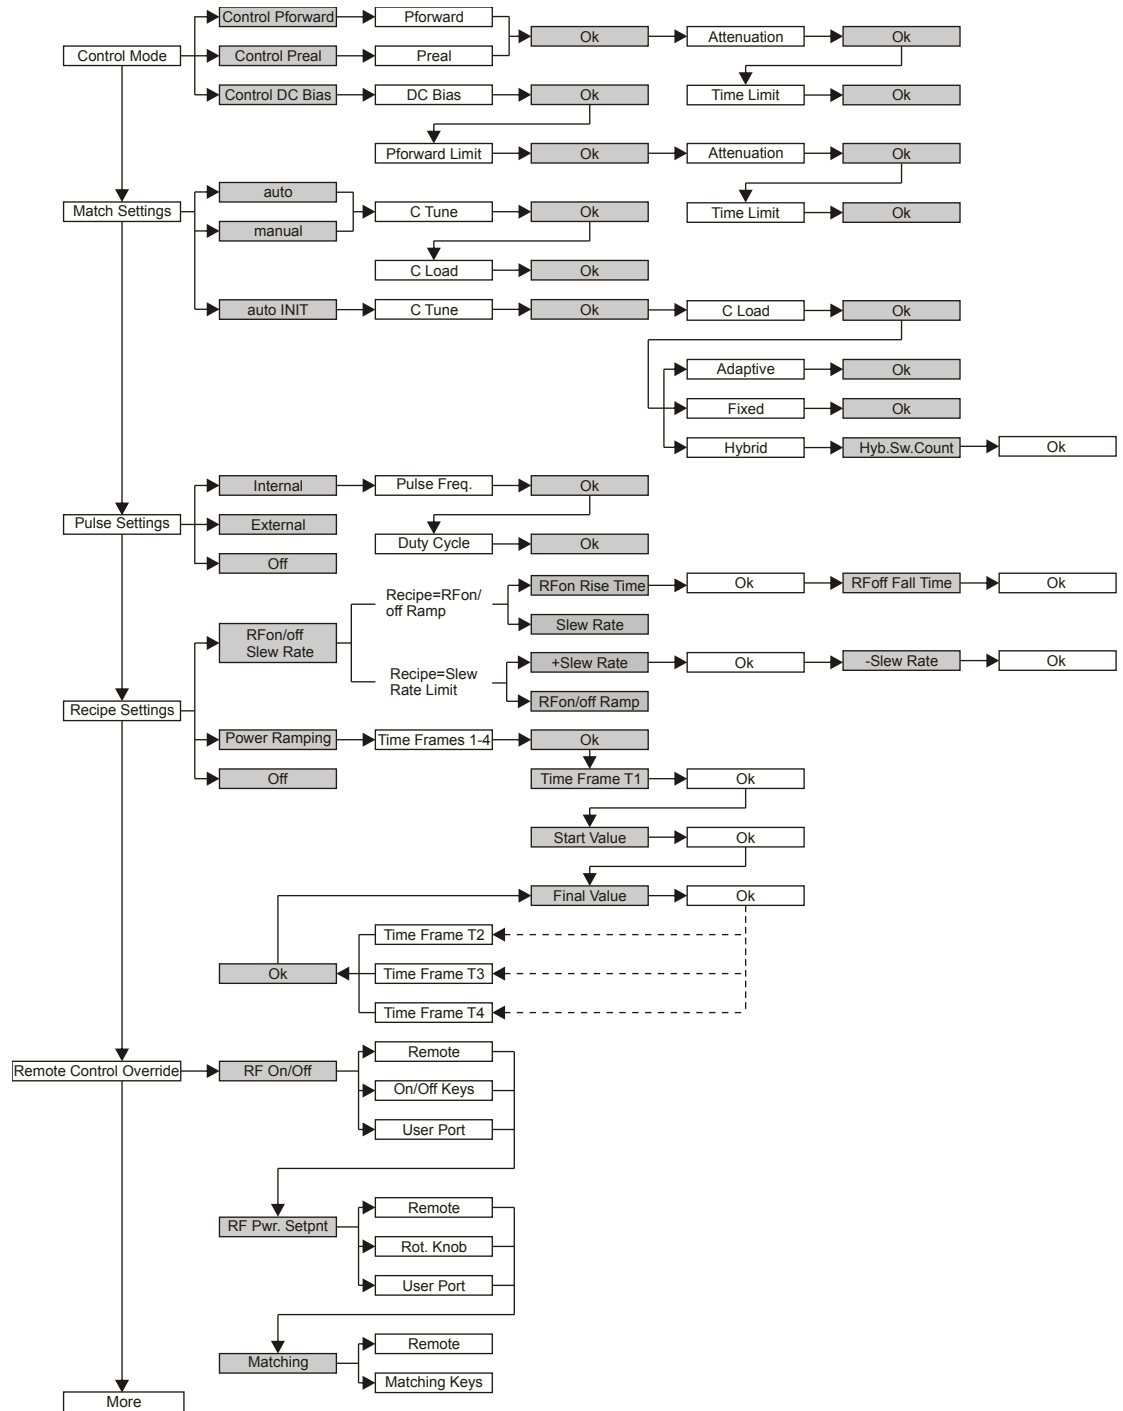 Control Pforward
Pforward
Ok
Attenuation
Ok
Control Mode
Control Preal
Preal
Control DC Bias
DC Bias
Ok
Time Limit
Ok
Pforward Limit
Ok
Attenuation
Ok
auto
Match Settings
C Tune
Ok
Time Limit
Ok
manual
C Load
Ok
auto INIT
C Tune
Ok
C Load
Ok
Adaptive
Ok
Fixed
Ok
Hybrid
Hyb.Sw.Count
Ok
Internal
Pulse Freq.
Ok
Pulse Settings
External
Duty Cycle
Ok
Off
Recipe=RFon/
off Ramp
RFon Rise Time
Ok
RFoff Fall Time
Ok
Slew Rate
RFon/off
Slew Rate
Recipe=Slew
Rate Limit
+Slew Rate
Ok
-Slew Rate
Ok
RFon/off Ramp
Recipe Settings
Power Ramping
Time Frames 1-4
Ok
Off
Time Frame T1
Ok
Start Value
Ok
Final Value
Ok
Time Frame T2
Ok
Time Frame T3
Time Frame T4
Remote Control Override
RF On/Off
Remote
On/Off Keys
User Port
RF Pwr. Setpnt
Remote
Rot. Knob
User Port
Matching
Remote
Matching Keys
More